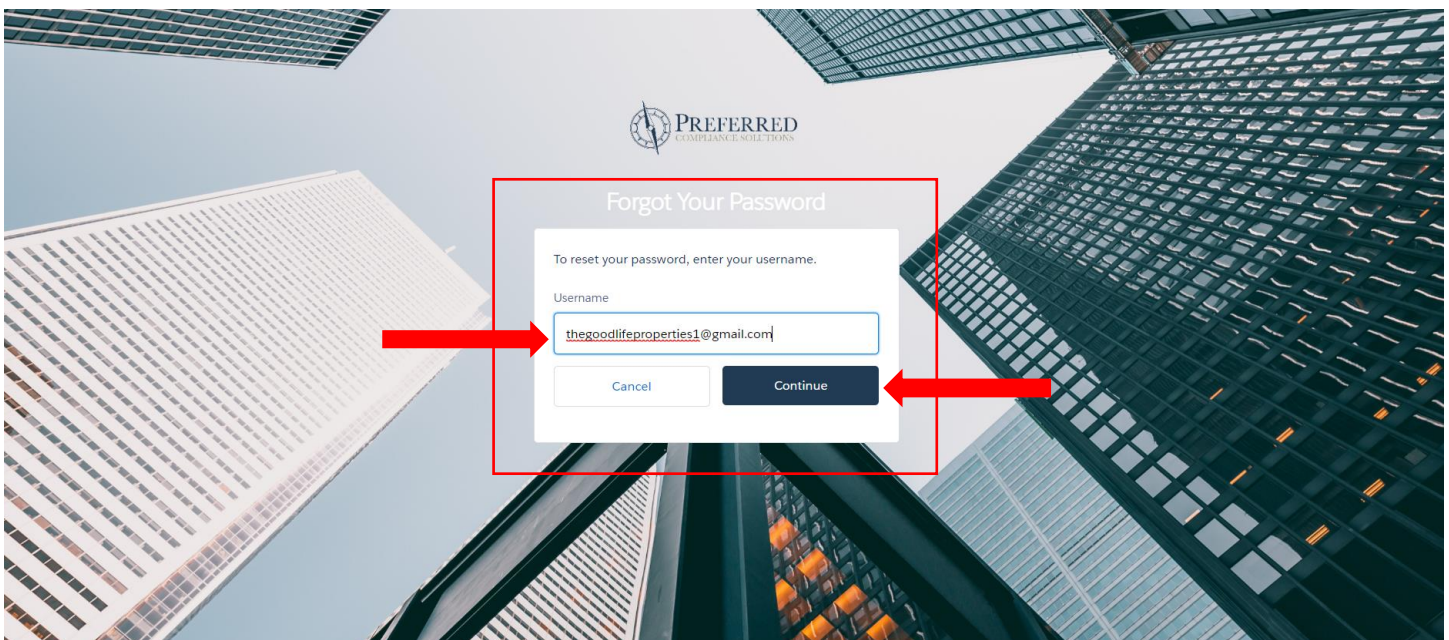 PREFERRED
COMPLIANCE SOLUTIONS
Forgot Your Password
To reset your password, enter your username.
Username
thegoodlifeproperties1@gmail.com
Cancel
Continue